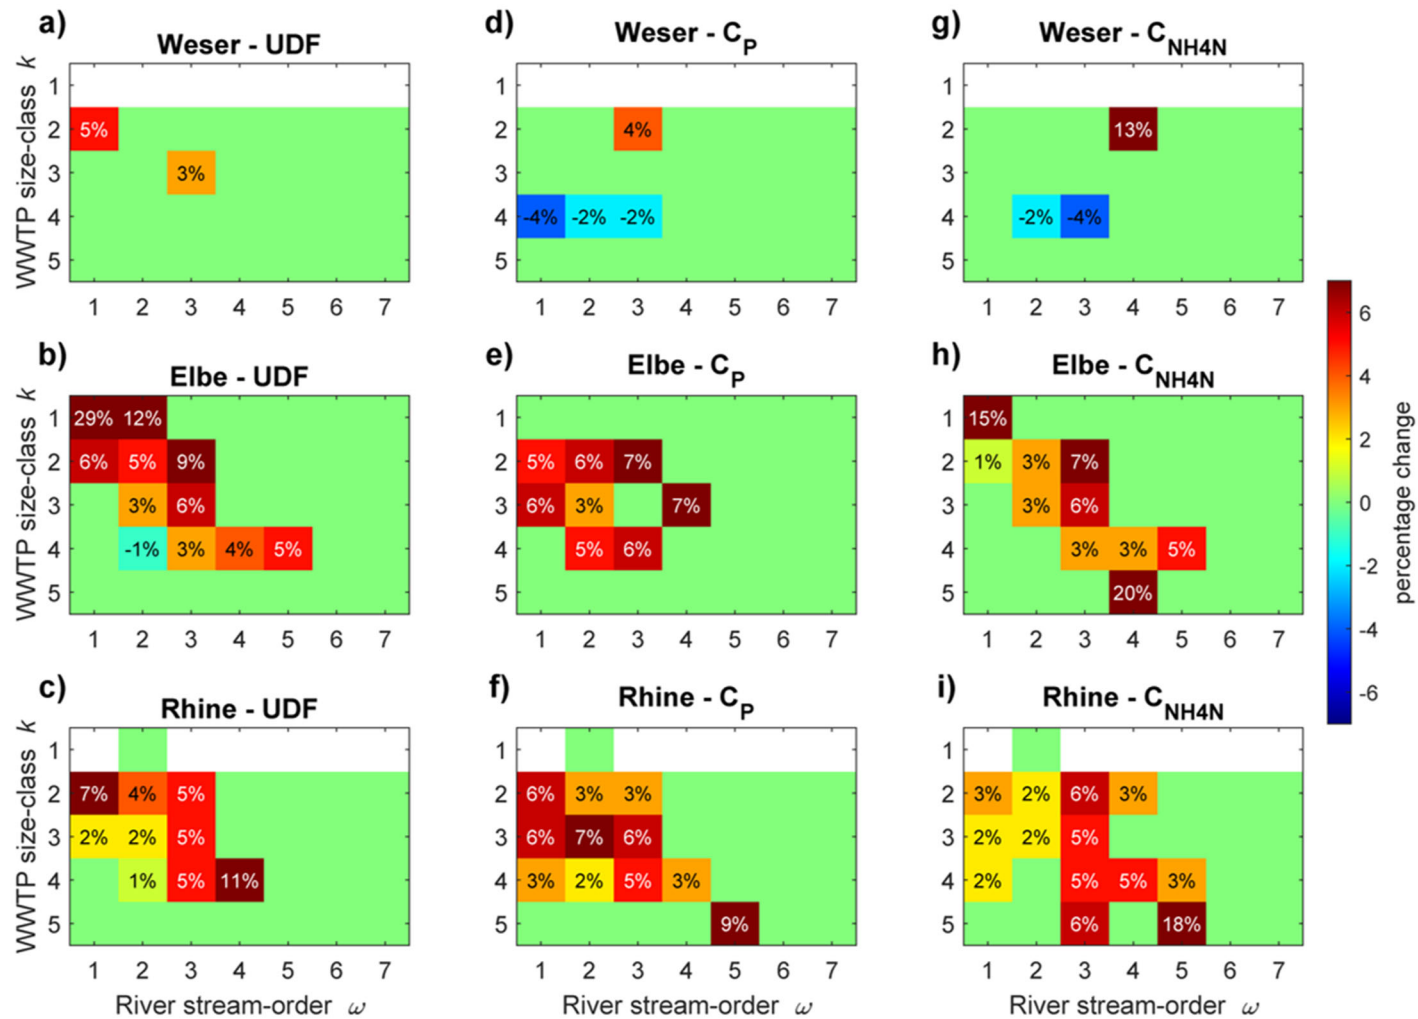 a)
Weser - UDF
WWTP size-class k
1
2
3
4
5
5%
3%
1 2 3 4 5 6 7
d)
Weser - CP
1
2
3
4
5
4%
-4% -2% -2%
1 2 3 4 5 6 7
g)
Weser - CNH4N
1
2
3
4
5
13%
-2% -4%
1 2 3 4 5 6 7
b)
Elbe - UDF
WWTP size-class k
1
2
3
4
5
29% 12%
6% 5% 9%
3% 6%
-1% 3% 4% 5%
1 2 3 4 5 6 7
e)
Elbe - CP
1
2
3
4
5
5% 6% 7%
6% 3% 7%
5% 6%
1 2 3 4 5 6 7
h)
Elbe - CNH4N
1
2
3
4
5
15%
1% 3% 7%
3% 6%
3% 3% 5%
20%
1 2 3 4 5 6 7
c)
Rhine - UDF
WWTP size-class k
1
2
3
4
5
7% 4% 5%
2% 2% 5%
1% 5% 11%
1 2 3 4 5 6 7
River stream-order ω
f)
Rhine - CP
1
2
3
4
5
6% 3% 3%
6% 7% 6%
3% 2% 5% 3%
9%
1 2 3 4 5 6 7
River stream-order ω
i)
Rhine - CNH4N
1
2
3
4
5
3% 2% 6% 3%
2% 2% 5%
2% 5% 5% 3%
6% 18%
1 2 3 4 5 6 7
River stream-order ω
6
4
2
0
-2
-4
-6
percentage change